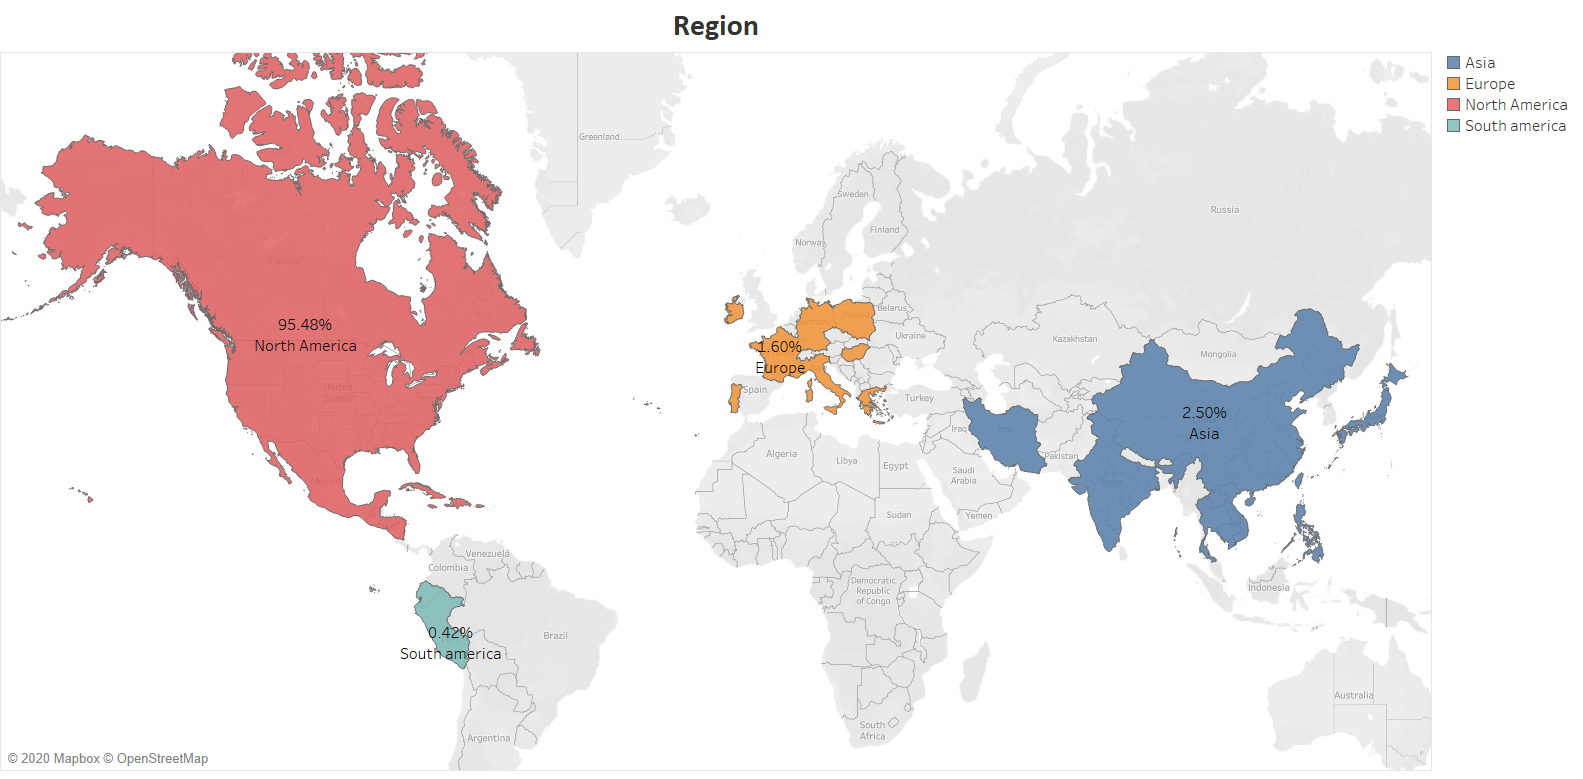 Region
Asia
Europe
North America
South america
Greenland
Sweden
Finland
Norway
Russia
Canada
95.48%
North America
United
States
Mexico
Belarus
Poland
Germany
Ukraine
1.60%
Europe
Spain
Turkey
Kazakhstan
Mongolia
2.50%
Asia
Iraq
Iran
Pakistan
India
Algeria
Libya
Egypt
Saudi
Arabia
Sudan
Yemen
Venezuela
Colombia
Democratic
Republic
of Congo
Indonesia
0.42%
South america
Brazil
Australia
South
Africa
Argentina
© 2020 Mapbox © OpenStreetMap